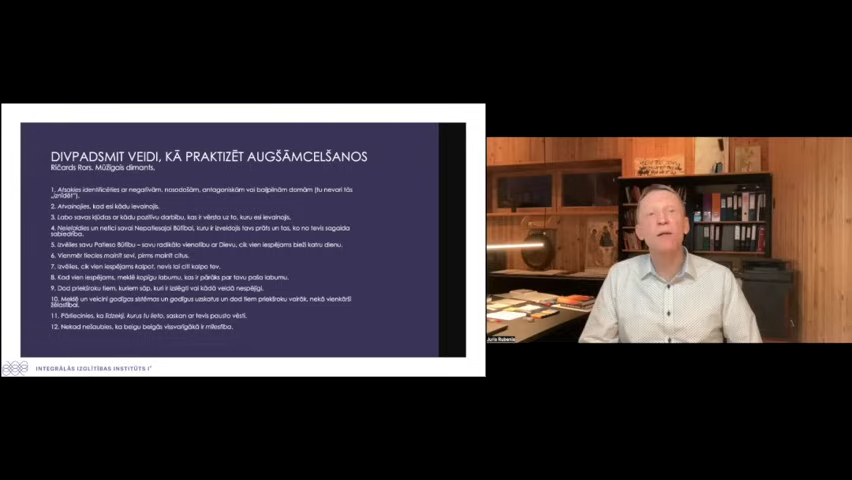 DIVPADSMIT VEIDI, KĀ PRAKTIZĒT AUGŠĀMCELŠANOS
Ričards Rors. Mūžīgais dimants.
1. Atsakies identificēties ar negatīvām, nosodošām, antagoniskām vai bailpilnām domām (tu nevari tās
„iznīdēt”).
2. Atvainojies, kad esi kādu ievainojis.
3. Labo savas kļūdas ar kādu pozitīvu darbību, kas ir vērsta uz to, kuru esi ievainojis.
4. Neielaidies un netici savai Nepatiesajai Būtībai, kuru ir izveidojis tavs prāts un tas, ko no tevis sagaida
sabiedrība.
5. Izvēlies savu Patieso Būtību – savu radikālo vienotību ar Dievu, cik vien iespējams bieži katru dienu.
6. Vienmēr tiecies mainīt sevi, pirms mainīt citus.
7. Izvēlies, cik vien iespējams kalpot, nevis lai citi kalpo tev.
8. Kad vien iespējams, meklē kopīgu labumu, kas ir pārāks par tavu paša labumu.
9. Dod priekšroku tiem, kuriem sāp, kuri ir izslēgti vai kādā veidā nespējīgi.
10. Meklē un veicini godīgas sistēmas un godīgus uzskatus un dod tiem priekšroku vairāk, nekā vienkārši
žēlastībai.
11. Pārliecinies, ka līdzekļi, kurus tu lieto, saskan ar tevis pausto vēsti.
12. Nekad nešaubies, ka beigu beigās visvarīgākā ir mīlestība.
INTEGRĀLĀS IZGLĪTĪBAS INSTITŪTS I³
Juris Rubenis